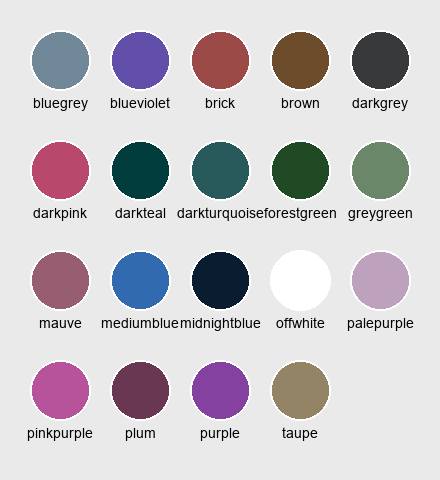 bluegrey blueviolet brick brown darkgrey
darkpink darkteal darkturquoise forestgreen greygreen
mauve mediumblue midnightblue offwhite palepurple
pinkpurple plum purple taupe